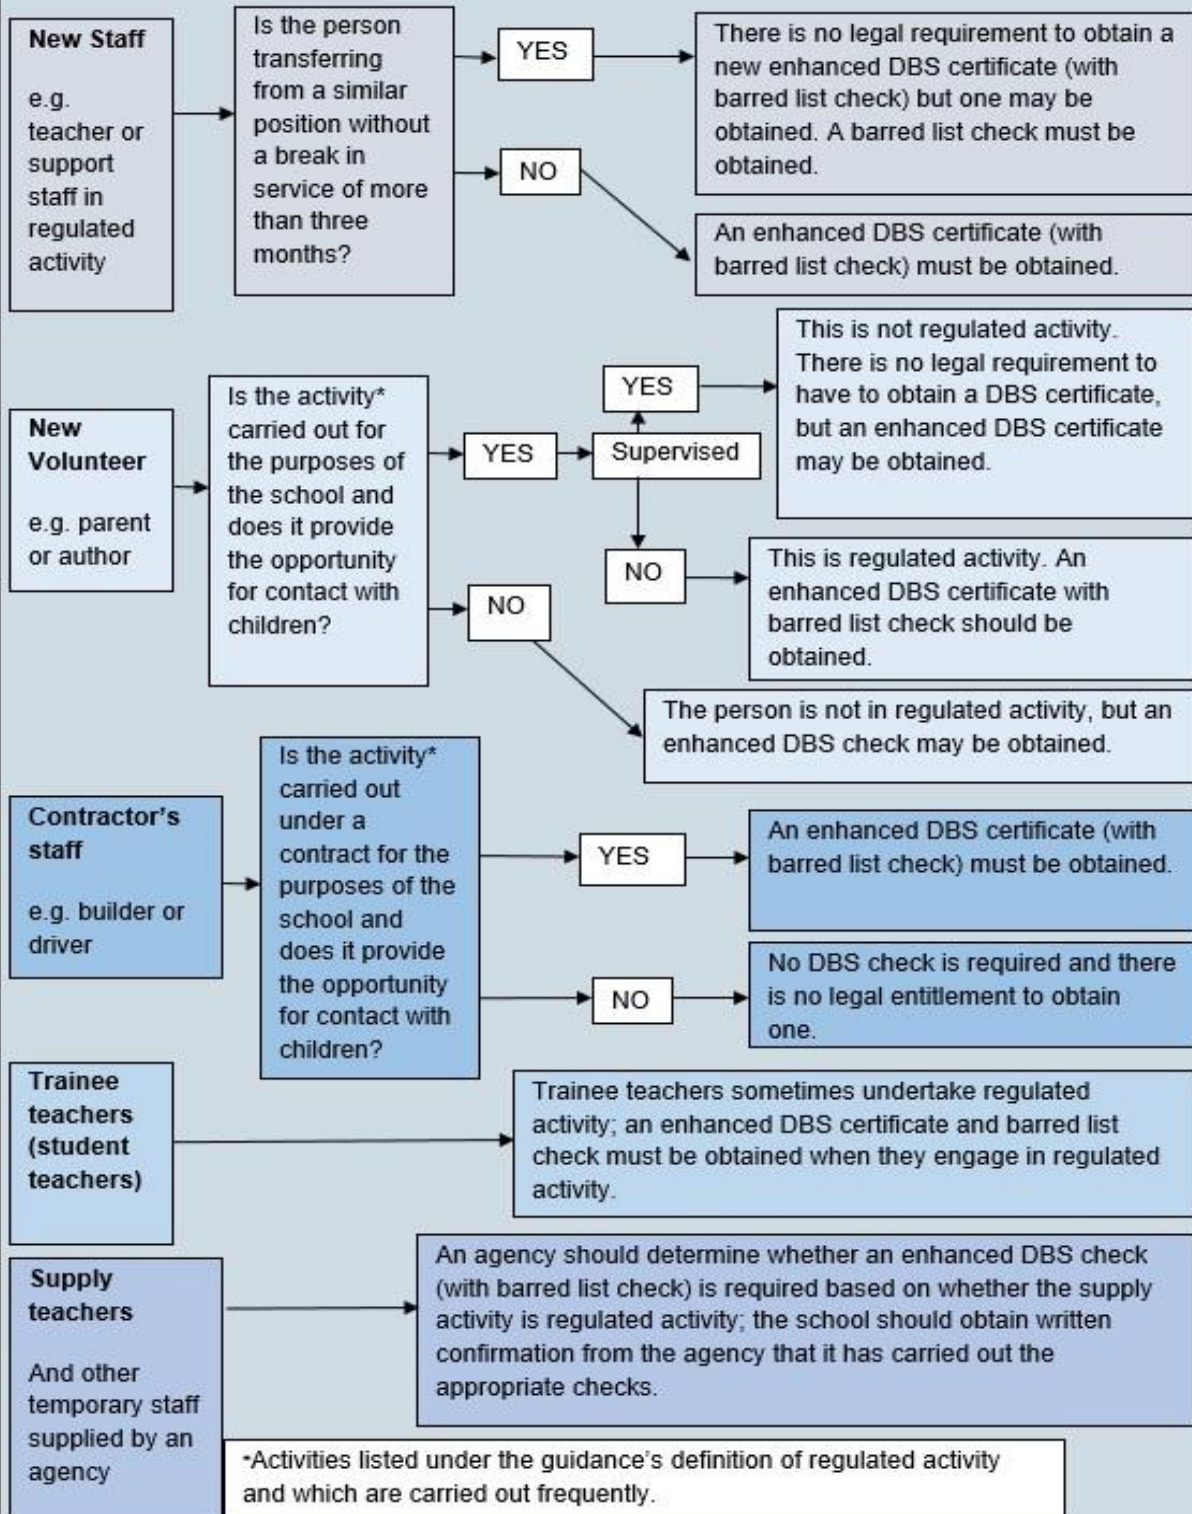 New Staff
e.g.
teacher or
support
staff in
regulated
activity
Is the person
transferring
from a similar
position without
a break in
service of more
than three
months?
YES
There is no legal requirement to obtain a
new enhanced DBS certificate (with
barred list check) but one may be
obtained. A barred list check must be
obtained.
NO
An enhanced DBS certificate (with
barred list check) must be obtained.
New
Volunteer
e.g. parent
or author
Is the activity*
carried out for
the purposes of
the school and
does it provide
the opportunity
for contact with
children?
YES
Supervised
YES
This is not regulated activity.
There is no legal requirement to
have to obtain a DBS certificate,
but an enhanced DBS certificate
may be obtained.
NO
This is regulated activity. An
enhanced DBS certificate with
barred list check should be
obtained.
NO
The person is not in regulated activity, but an
enhanced DBS check may be obtained.
Contractor's
staff
e.g. builder or
driver
Is the activity*
carried out
under a
contract for the
purposes of the
school and
does it provide
the opportunity
for contact with
children?
YES
An enhanced DBS certificate (with
barred list check) must be obtained.
NO
No DBS check is required and there
is no legal entitlement to obtain
one.
Trainee
teachers
(student
teachers)
Trainee teachers sometimes undertake regulated
activity; an enhanced DBS certificate and barred list
check must be obtained when they engage in regulated
activity.
Supply
teachers
And other
temporary staff
supplied by an
agency
An agency should determine whether an enhanced DBS check
(with barred list check) is required based on whether the supply
activity is regulated activity; the school should obtain written
confirmation from the agency that it has carried out the
appropriate checks.
*Activities listed under the guidance's definition of regulated activity
and which are carried out frequently.